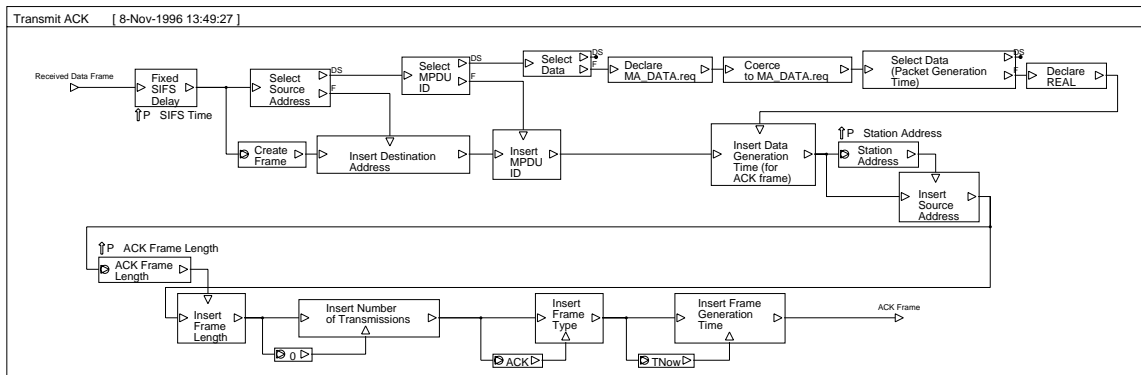 Transmit ACK [ 8-Nov-1996 13:49:27 ]
Received Data Frame
Fixed
SIFS
Delay
⇑P SIFS Time
Select
Source
Address
DS
F
Select
MPDU
ID
DS
F
Select
Data
DS
F
Declare
MA_DATA.req
Coerce
to MA_DATA.req
Select Data
(Packet Generation
Time)
DS
F
Declare
REAL
Create
Frame
Insert Destination
Address
Insert
MPDU
ID
Insert Data
Generation
Time (for
ACK frame)
⇑P Station Address
Station
Address
Insert
Source
Address
⇑P ACK Frame Length
ACK Frame
Length
Insert
Frame
Length
0
Insert Number
of Transmissions
ACK
Insert
Frame
Type
TNow
Insert Frame
Generation
Time
ACK Frame